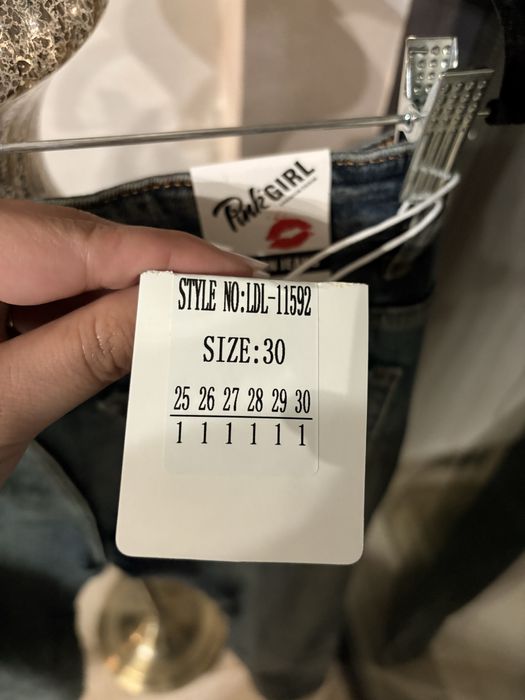 Pink GIRL
STYLE NO:LDL-11592
SIZE:30
25 26 27 28 29 30
1 1 1 1 1 1